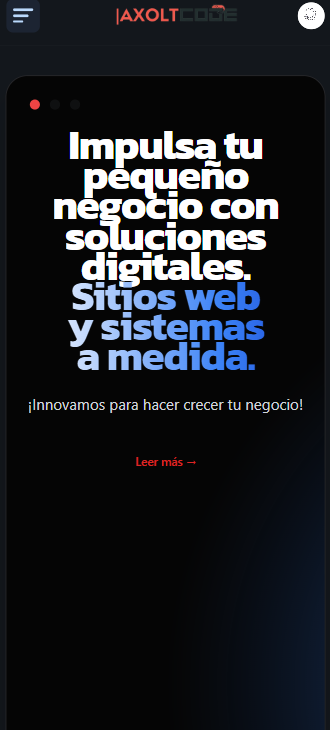 |AXOLTCODE
Impulsa tu
pequeño
negocio con
soluciones
digitales.
Sitios web
y sistemas
a medida.
¡Innovamos para hacer crecer tu negocio!
Leer más →